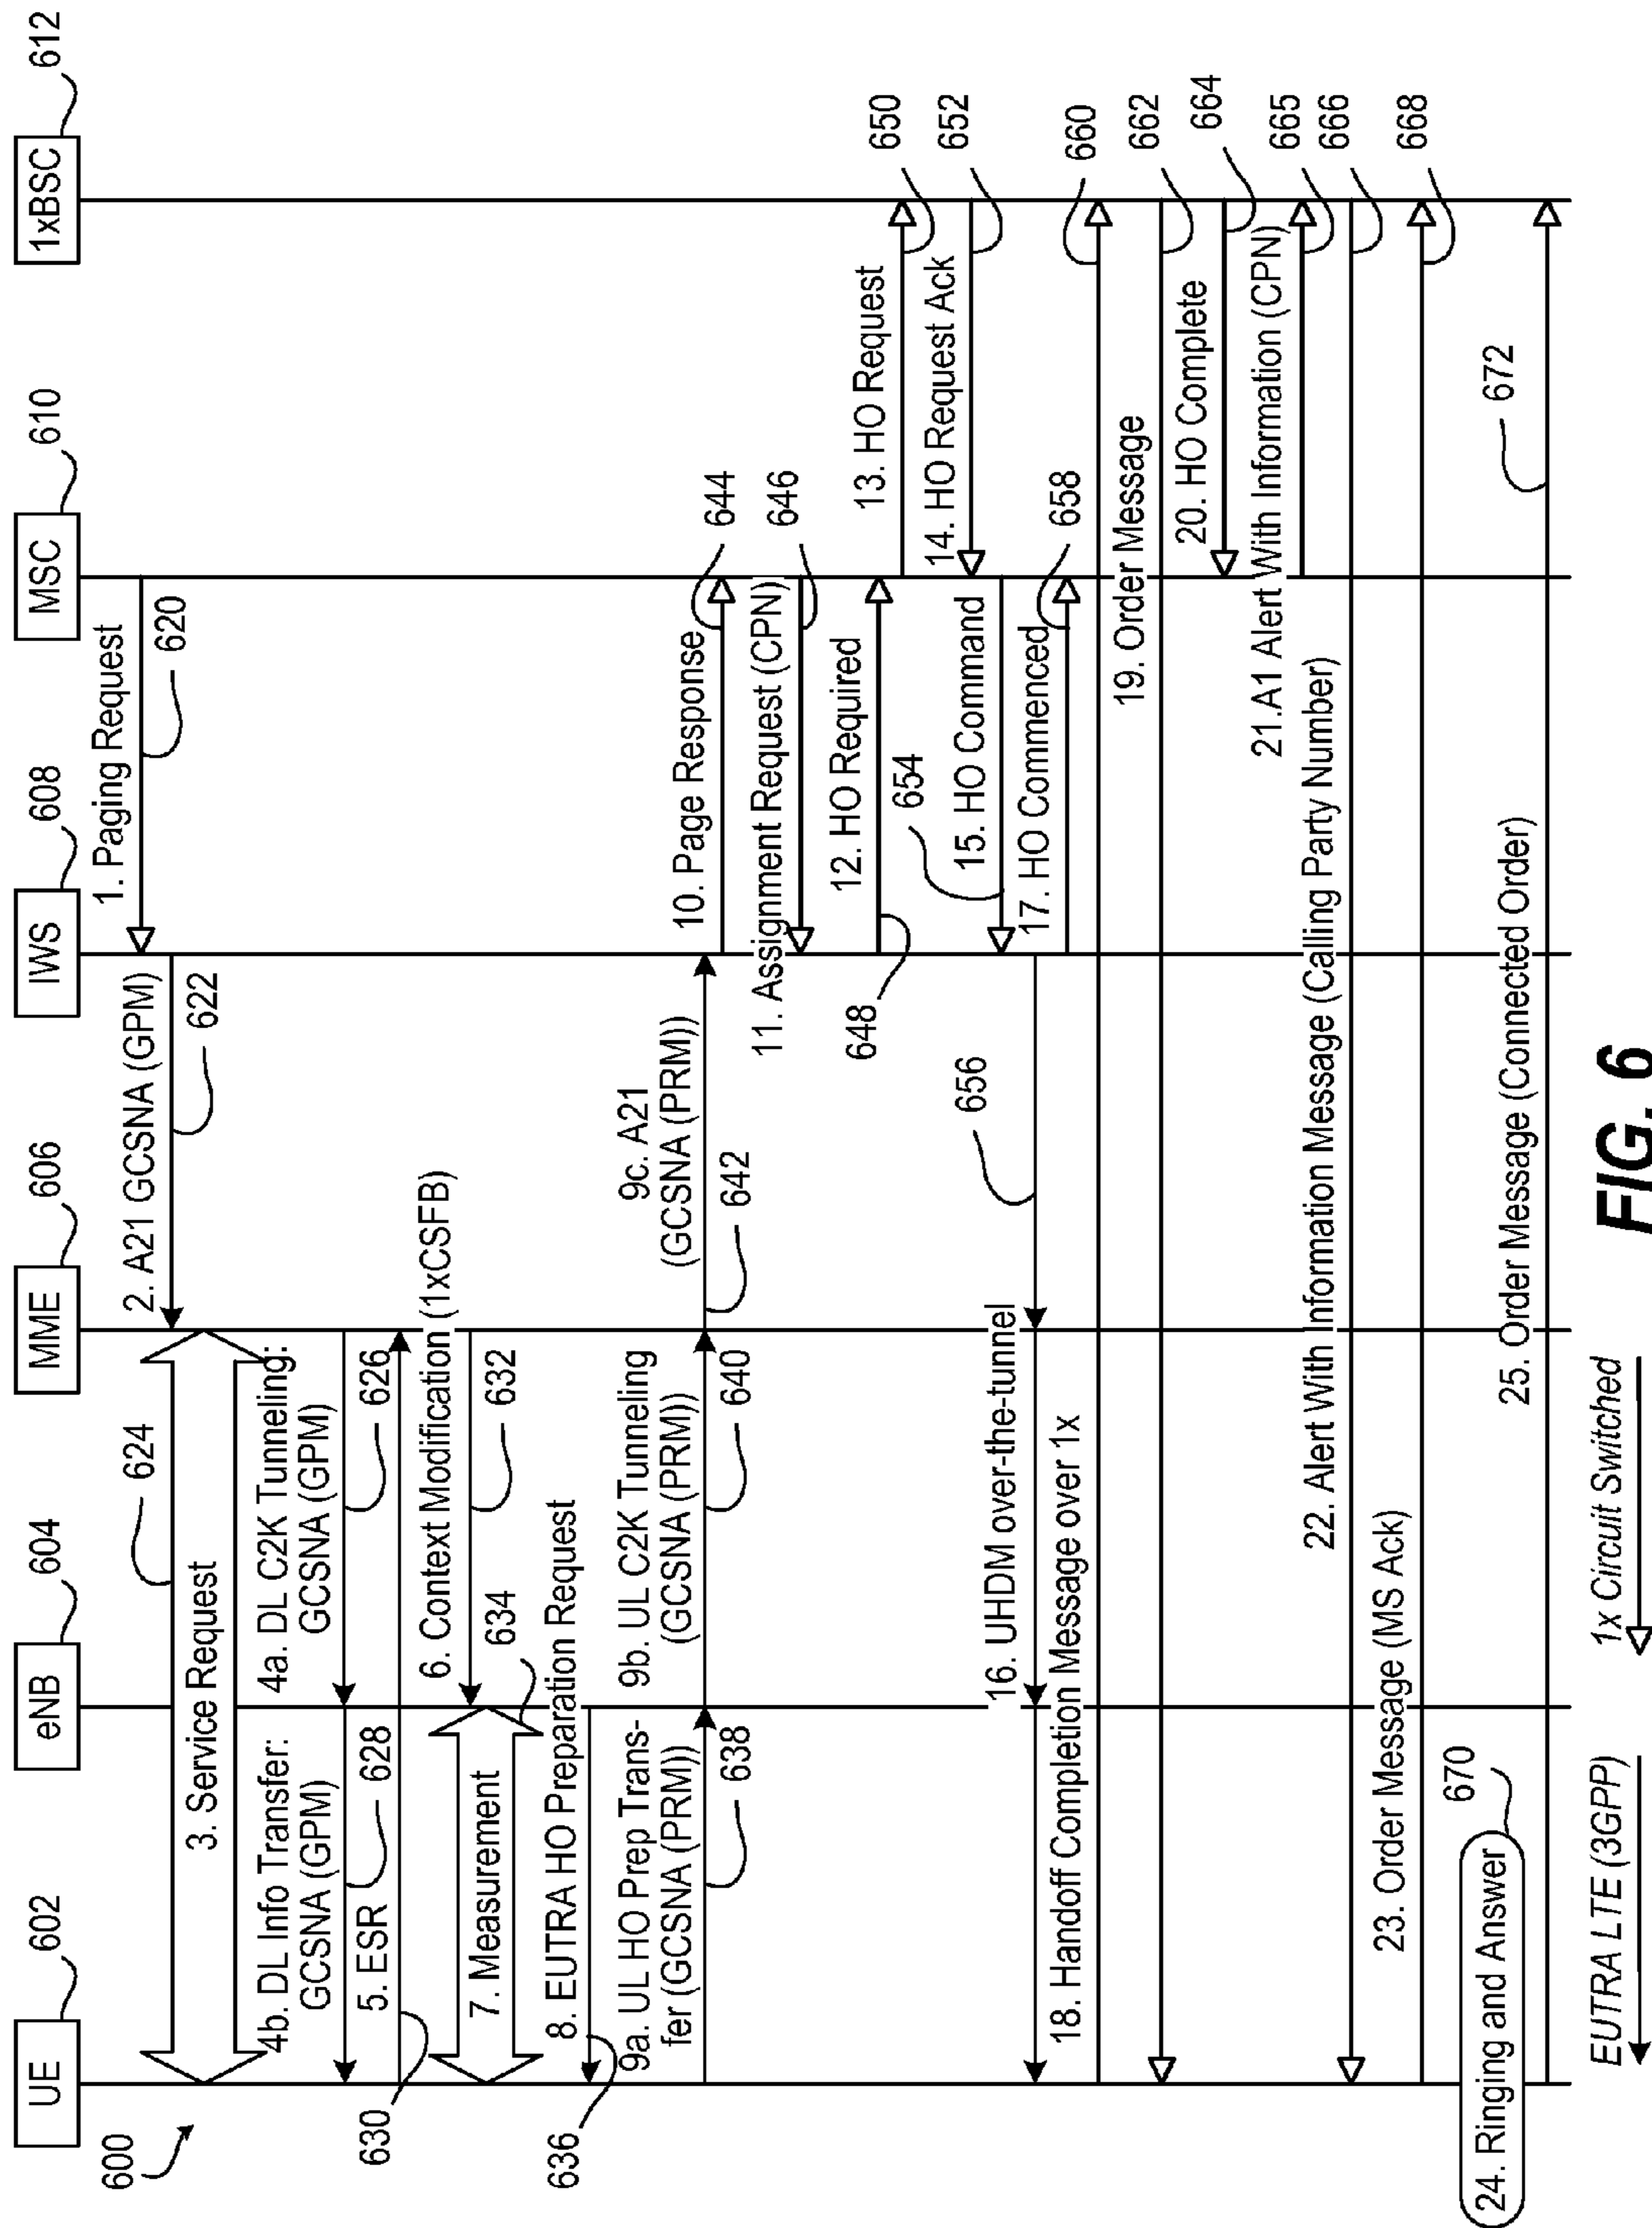 600
UE
602
eNB
604
MME
606
IWS
608
MSC
610
1xBSC
612
1. Paging Request
620
2. A21 GCSNA (GPM)
622
624
3. Service Request
4a. DL C2K Tunneling:
GCSNA (GPM)
626
4b. DL Info Transfer:
GCSNA (GPM)
628
5. ESR
630
6. Context Modification (1xCSFB)
632
7. Measurement
634
8. EUTRA HO Preparation Request
636
9a. UL HO Prep Trans-
fer (GCSNA (PRM))
638
9b. UL C2K Tunneling
(GCSNA (PRM))
640
9c. A21
(GCSNA (PRM))
642
10. Page Response
644
11. Assignment Request (CPN)
646
12. HO Required
648
13. HO Request
650
14. HO Request Ack
652
654
15. HO Command
656
16. UHDM over-the-tunnel
17. HO Commenced
658
18. Handoff Completion Message over 1x
660
19. Order Message
662
20. HO Complete
664
21.A1 Alert With Information (CPN)
665
22. Alert With Information Message (Calling Party Number)
666
23. Order Message (MS Ack)
668
24. Ringing and Answer
670
25. Order Message (Connected Order)
672
EUTRA LTE (3GPP)
1x Circuit Switched
FIG. 6